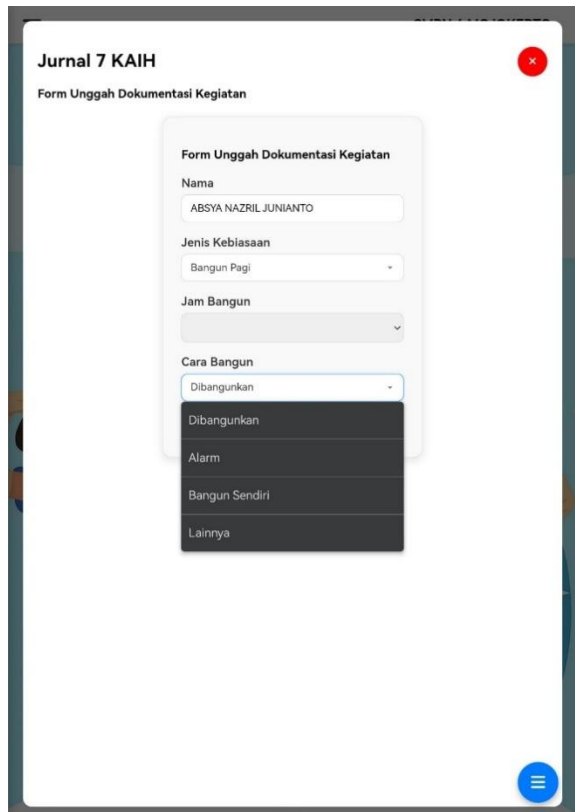 Jurnal 7 KAIH
Form Unggah Dokumentasi Kegiatan
Form Unggah Dokumentasi Kegiatan
Nama
ABSYA NAZRIL JUNIANTO
Jenis Kebiasaan
Bangun Pagi
Jam Bangun
Cara Bangun
Dibangunkan
Dibangunkan
Alarm
Bangun Sendiri
Lainnya